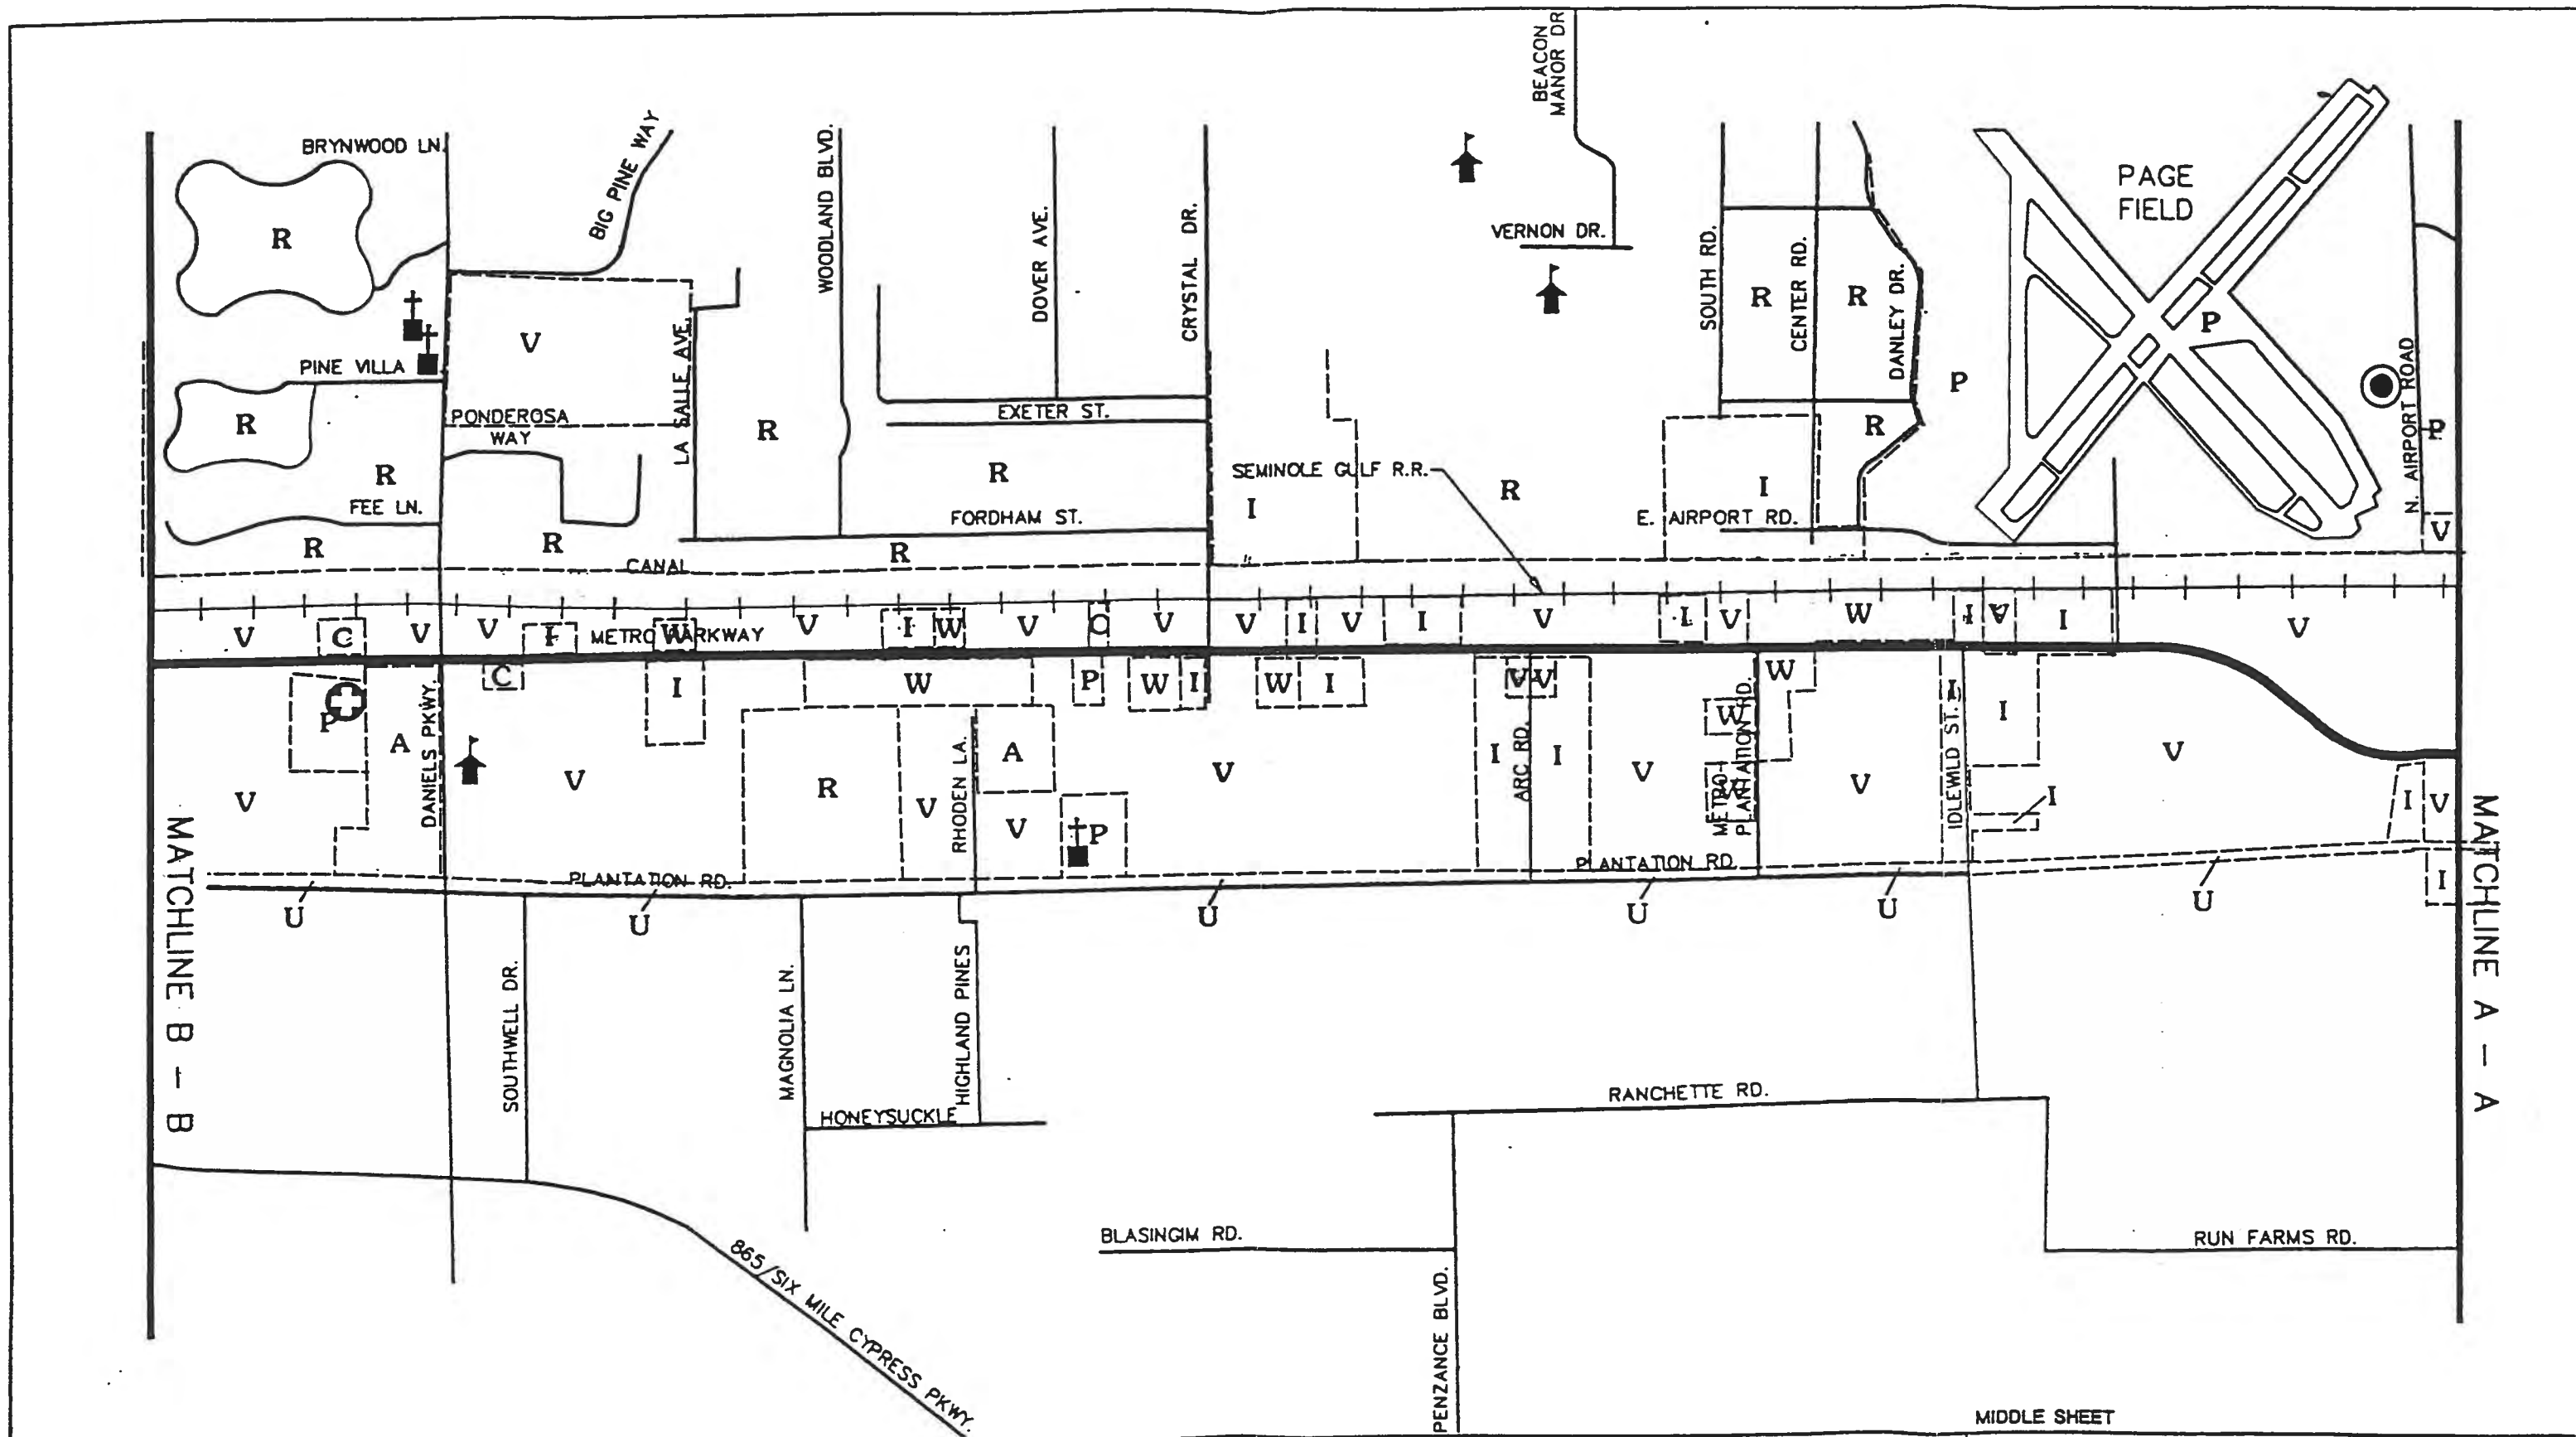 BEACON
MANOR DR
BRYNWOOD LN.
BIG PINE WAY
WOODLAND BLVD.
DOVER AVE.
CRYSTAL DR.
VERNON DR.
SOUTH RD.
CENTER RD.
DANLEY DR.
PAGE
FIELD
N. AIRPORT ROAD
R
V
R
R
P
P
P
PINE VILLA
LA SALLE AVE.
PONDEROSA
WAY
EXETER ST.
R
R
R
R
R
I
R
I
R
SEMINOLE GULF R.R.
FEE LN.
FORDHAM ST.
E. AIRPORT RD.
V
R
R
R
CANAL
V
C
V
V
I
METRO PARKWAY
W
V
I
W
V
C
V
V
I
V
I
V
I
V
W
I
A
I
V
P
A
DANIELS PKWY.
C
I
W
P
W
I
W
I
V
V
W
I
I
V
V
R
V
RHODEN LA.
A
V
P
V
I
ARC RD.
I
V
W
W
METRO-
PLANTATION RD.
V
IDLEWILD ST.
I
V
I
V
PLANTATION RD.
PLANTATION RD.
I
U
U
U
U
U
U
MATCHLINE B - B
MATCHLINE A - A
SOUTHWELL DR.
MAGNOLIA LN.
HIGHLAND PINES
HONEYSUCKLE
RANCHETTE RD.
BLASINGIM RD.
RUN FARMS RD.
865/SIX MILE CYPRESS PKWY.
PENZANCE BLVD.
MIDDLE SHEET